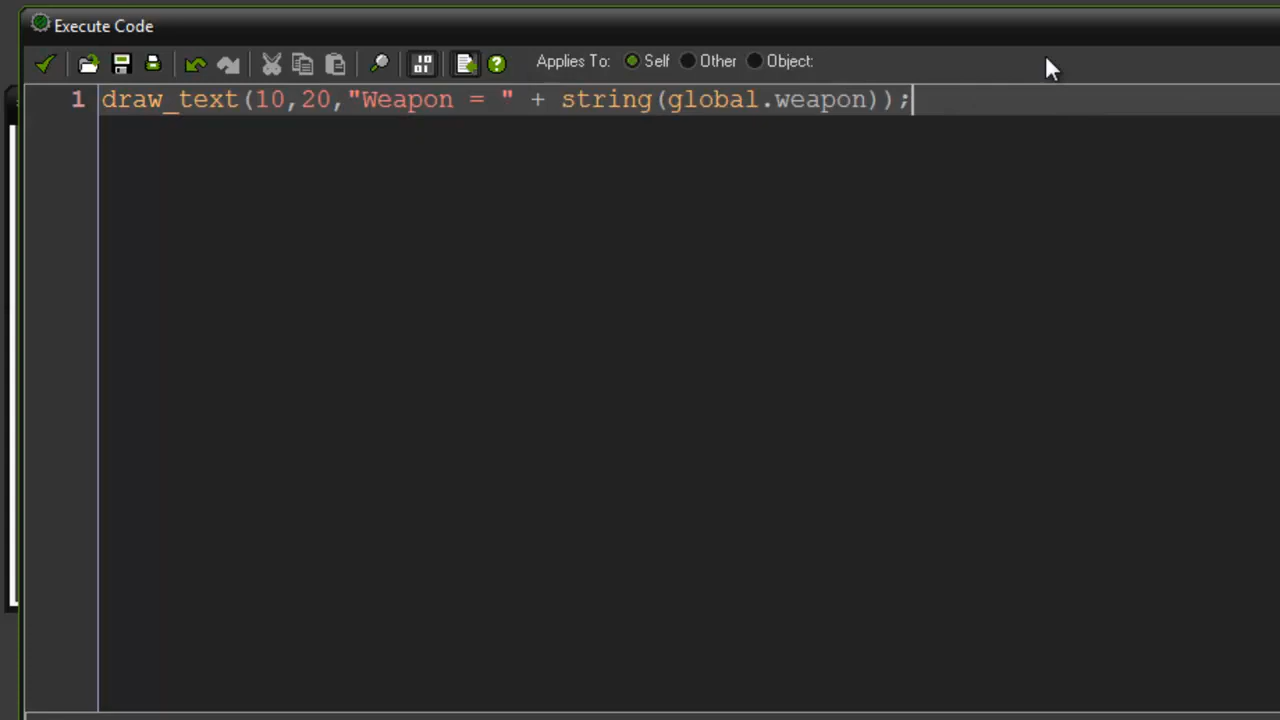 Execute Code
Applies To: Self Other Object:
1 draw_text(10,20,"Weapon = " + string(global.weapon));